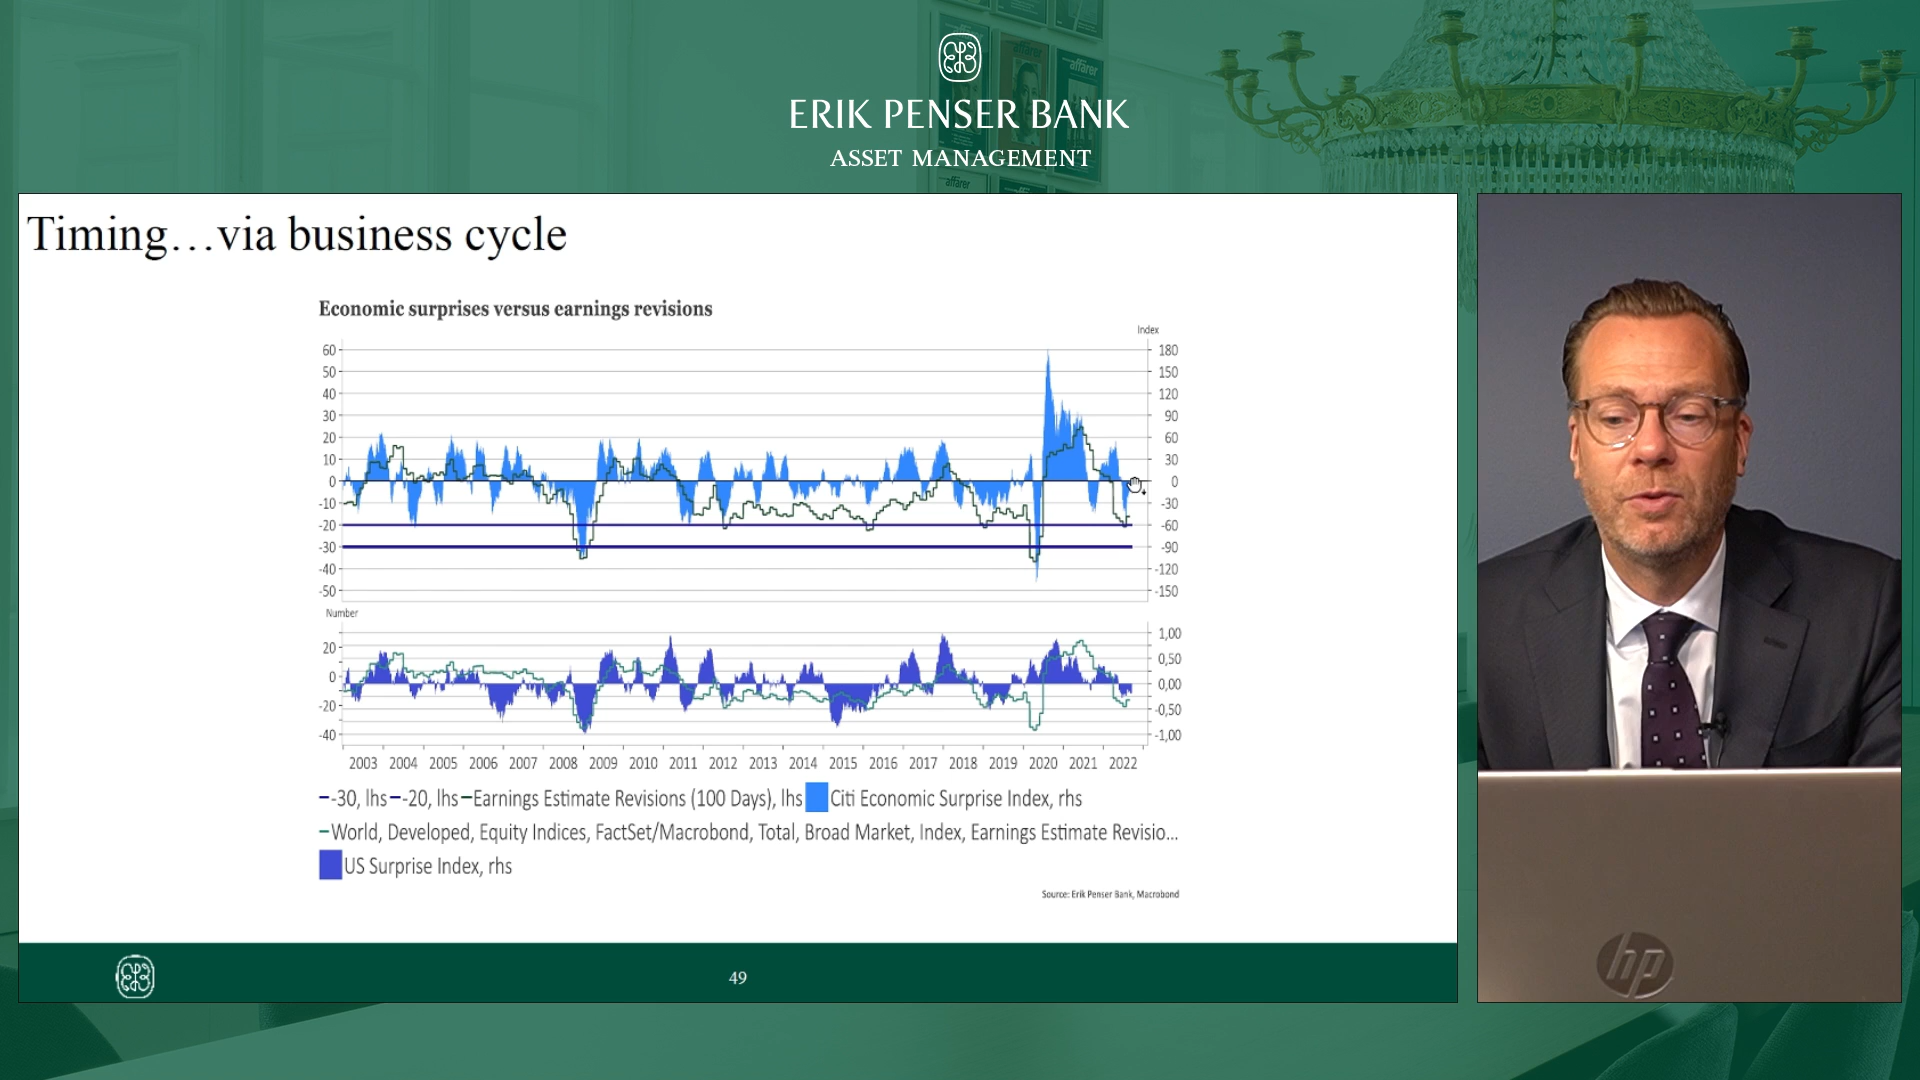 affärer
affärer
ERIK PENSER BANK
ASSET MANAGEMENT
affärer
Timing…via business cycle
Economic surprises versus earnings revisions
Index
60
50
40
30
20
10
0
-10
-20
-30
-40
-50
180
150
120
90
60
30
0
-30
-60
-90
-120
-150
Number
20
0
-20
-40
1,00
0,50
0,00
-0,50
-1,00
2003 2004 2005 2006 2007 2008 2009 2010 2011 2012 2013 2014 2015 2016 2017 2018 2019 2020 2021 2022
-30, lhs -20, lhs Earnings Estimate Revisions (100 Days), lhs Citi Economic Surprise Index, rhs
World, Developed, Equity Indices, FactSet/Macrobond, Total, Broad Market, Index, Earnings Estimate Revisio...
US Surprise Index, rhs
Source: Erik Penser Bank, Macrobond
49
hp